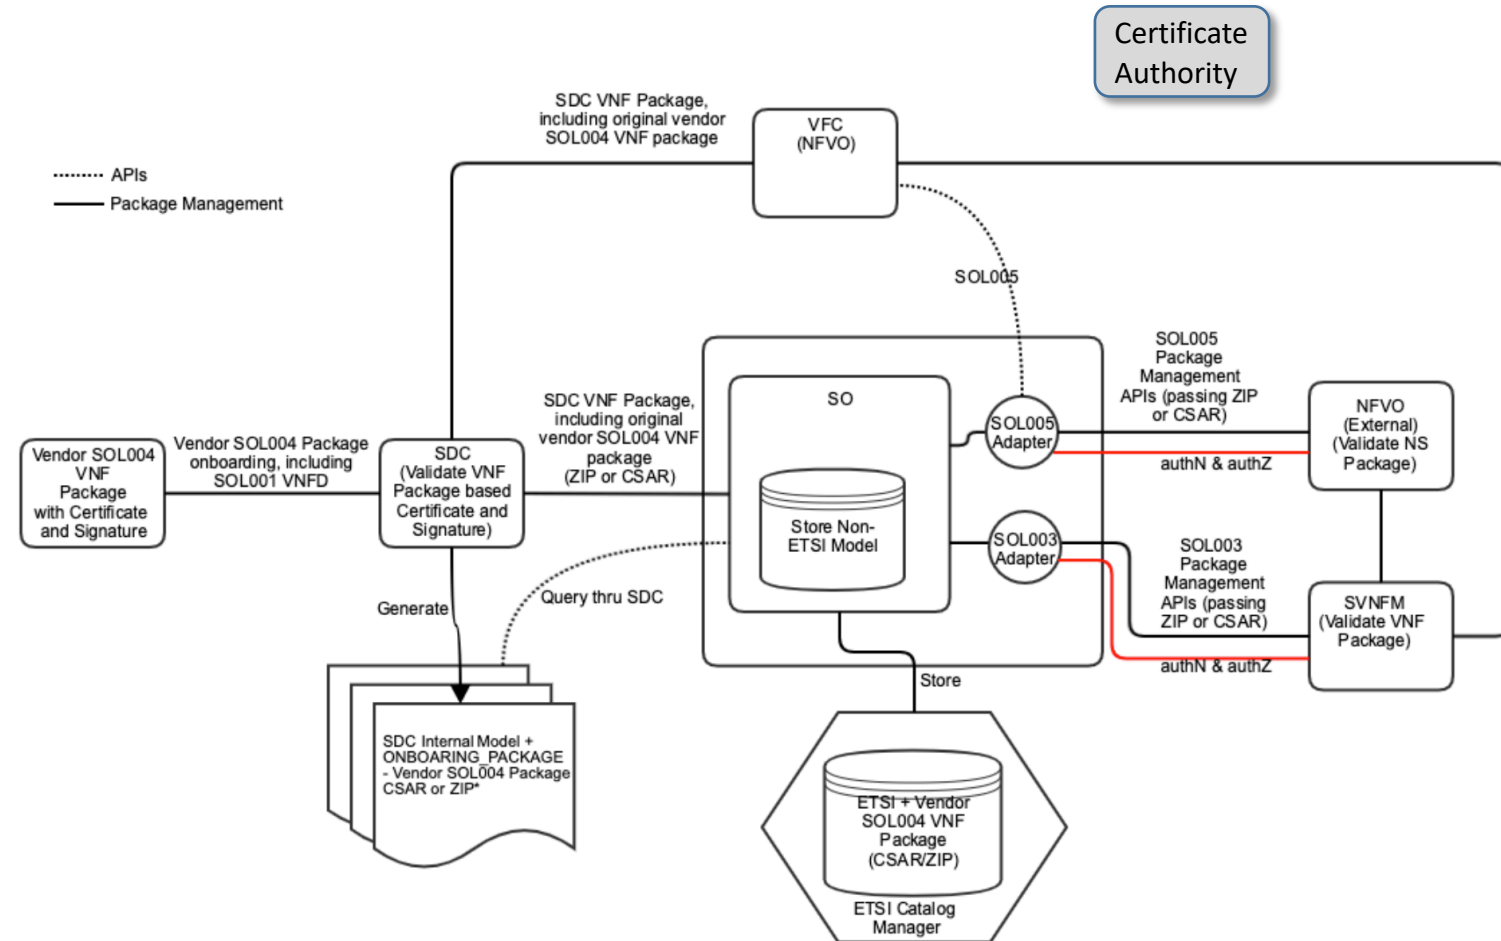 Certificate
Authority
SDC VNF Package,
including original vendor
SOL004 VNF package
VFC
(NFVO)
APIs
Package Management
SOL005
SOL005
Package
Management
APIs (passing ZIP
or CSAR)
SDC VNF Package,
including original
vendor SOL004 VNF
package
(ZIP or CSAR)
SO
SOL005
Adapter
NFVO
(External)
(Validate NS
Package)
authN & authZ
Vendor SOL004
VNF
Package
with Certificate
and Signature
Vendor SOL004 Package
onboarding, including
SOL001 VNFD
SDC
(Validate VNF
Package based
Certificate and
Signature)
Store Non-
ETSI Model
SOL003
Adapter
SOL003
Package
Management
APIs (passing
ZIP or CSAR)
Generate
Query thru SDC
SVNFM
(Validate VNF
Package)
authN & authZ
Store
SDC Internal Model +
ONBOARING_PACKAGE
- Vendor SOL004 Package
CSAR or ZIP*
ETSI + Vendor
SOL004 VNF
Package
(CSAR/ZIP)
ETSI Catalog
Manager